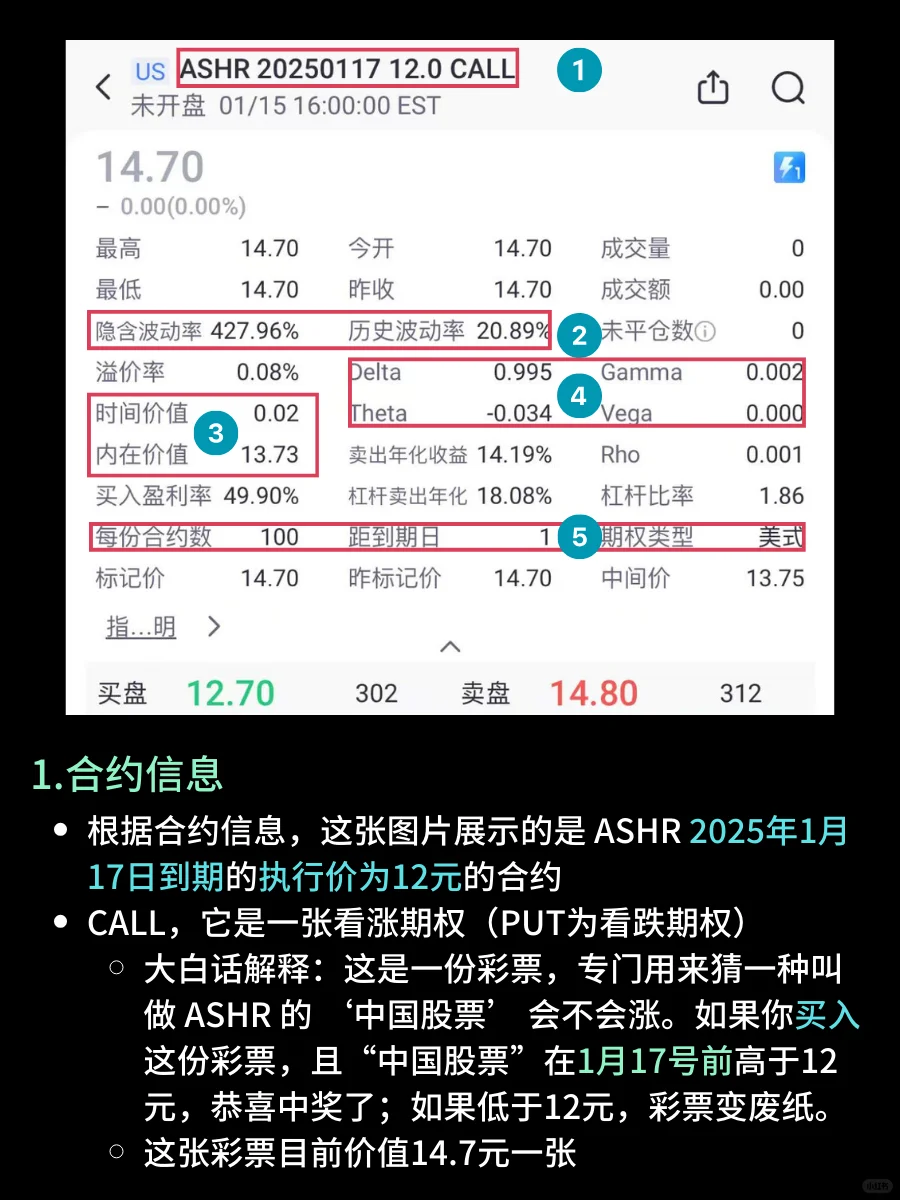 US ASHR 20250117 12.0 CALL 1
未开盘 01/15 16:00:00 EST
14.70
– 0.00(0.00%)
最高 14.70 今开 14.70 成交量 0
最低 14.70 昨收 14.70 成交额 0.00
隐含波动率 427.96% 历史波动率 20.89% 2 未平仓数 0
溢价率 0.08% Delta 0.995 Gamma 0.002
时间价值 0.02 Theta -0.034 4 Vega 0.000
内在价值 3 13.73 卖出年化收益 14.19% Rho 0.001
买入盈利率 49.90% 杠杆卖出年化 18.08% 杠杆比率 1.86
每份合约数 100 距到期日 1 5 期权类型 美式
标记价 14.70 昨标记价 14.70 中间价 13.75
指...明
买盘 12.70 302 卖盘 14.80 312
1.合约信息
• 根据合约信息，这张图片展示的是 ASHR 2025年1月
17日到期的执行价为12元的合约
• CALL，它是一张看涨期权（PUT为看跌期权）
○ 大白话解释：这是一份彩票，专门用来猜一种叫
做 ASHR 的 ‘中国股票’ 会不会涨。如果你买入
这份彩票，且“中国股票”在1月17号前高于12
元，恭喜中奖了；如果低于12元，彩票变废纸。
○ 这张彩票目前价值14.7元一张
小红书